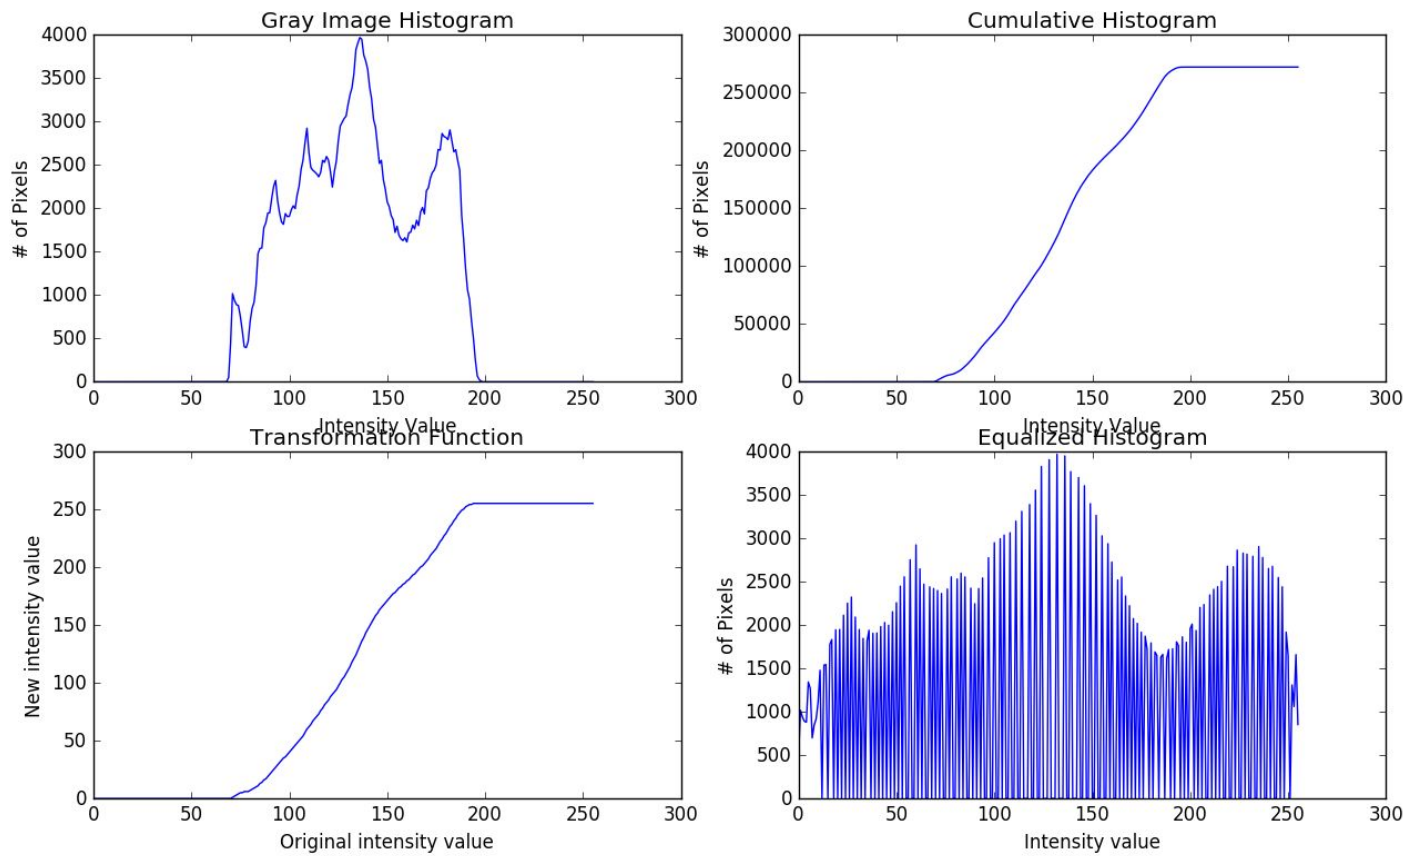 Gray Image Histogram
4000
3500
3000
2500
2000
1500
1000
500
0
# of Pixels
0 50 100 150 200 250 300
Intensity Value
Cumulative Histogram
300000
250000
200000
150000
100000
50000
0
# of Pixels
0 50 100 150 200 250 300
Intensity Value
Transformation Function
300
250
200
150
100
50
0
New intensity value
0 50 100 150 200 250 300
Original intensity value
Equalized Histogram
4000
3500
3000
2500
2000
1500
1000
500
0
# of Pixels
0 50 100 150 200 250 300
Intensity Value